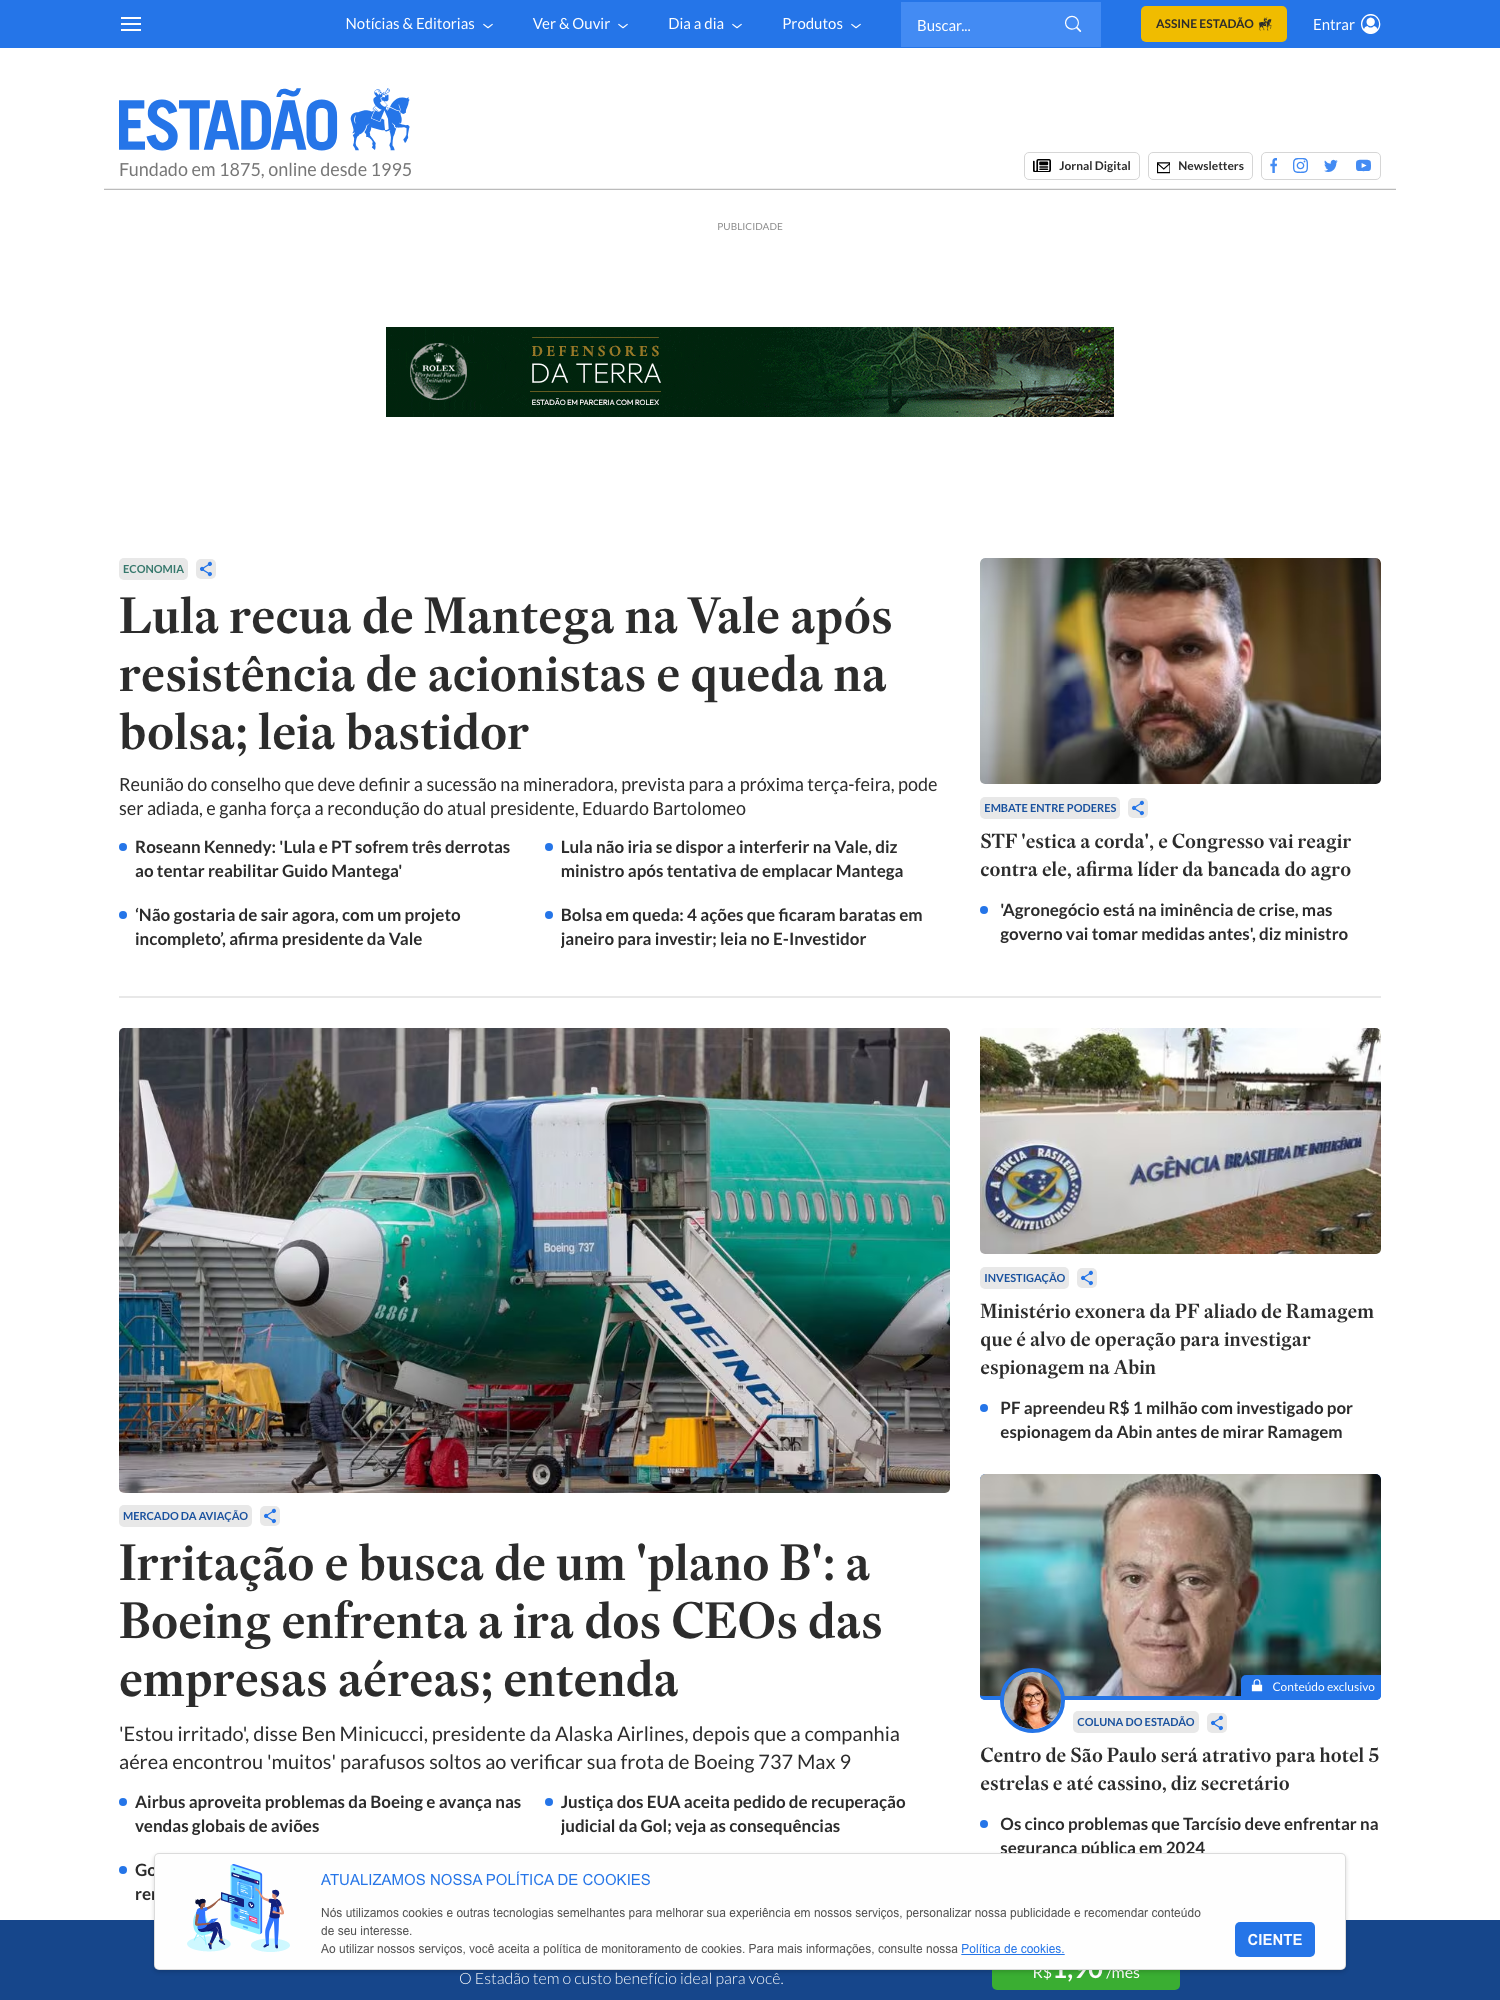 Notícias & Editorias
Ver & Ouvir
Dia a dia
Produtos
Buscar...
ASSINE ESTADÃO
Entrar
ESTADÃO
Fundado em 1875, online desde 1995
Jornal Digital
Newsletters
PUBLICIDADE
ROLEX
Perpetual Planet
Initiative
DEFENSORES
DA TERRA
ESTADÃO EM PARCERIA COM ROLEX
ECONOMIA
Lula recua de Mantega na Vale após
resistência de acionistas e queda na
bolsa; leia bastidor
Reunião do conselho que deve definir a sucessão na mineradora, prevista para a próxima terça-feira, pode
ser adiada, e ganha força a recondução do atual presidente, Eduardo Bartolomeo
Roseann Kennedy: 'Lula e PT sofrem três derrotas
ao tentar reabilitar Guido Mantega'
Lula não iria se dispor a interferir na Vale, diz
ministro após tentativa de emplacar Mantega
‘Não gostaria de sair agora, com um projeto
incompleto’, afirma presidente da Vale
Bolsa em queda: 4 ações que ficaram baratas em
janeiro para investir; leia no E-Investidor
EMBATE ENTRE PODERES
STF 'estica a corda', e Congresso vai reagir
contra ele, afirma líder da bancada do agro
'Agronegócio está na iminência de crise, mas
governo vai tomar medidas antes', diz ministro
Boeing 737
8861
BOEING
MERCADO DA AVIAÇÃO
Irritação e busca de um 'plano B': a
Boeing enfrenta a ira dos CEOs das
empresas aéreas; entenda
'Estou irritado', disse Ben Minicucci, presidente da Alaska Airlines, depois que a companhia
aérea encontrou 'muitos' parafusos soltos ao verificar sua frota de Boeing 737 Max 9
Airbus aproveita problemas da Boeing e avança nas
vendas globais de aviões
Justiça dos EUA aceita pedido de recuperação
judicial da Gol; veja as consequências
AGÊNCIA BRASILEIRA DE INTELIGÊNCIA
AGÊNCIA BRASILEIRA
DE INTELIGÊNCIA
INVESTIGAÇÃO
Ministério exonera da PF aliado de Ramagem
que é alvo de operação para investigar
espionagem na Abin
PF apreendeu R$ 1 milhão com investigado por
espionagem da Abin antes de mirar Ramagem
Conteúdo exclusivo
COLUNA DO ESTADÃO
Centro de São Paulo será atrativo para hotel 5
estrelas e até cassino, diz secretário
Os cinco problemas que Tarcísio deve enfrentar na
segurança pública em 2024
ATUALIZAMOS NOSSA POLÍTICA DE COOKIES
Nós utilizamos cookies e outras tecnologias semelhantes para melhorar sua experiência em nossos serviços, personalizar nossa publicidade e recomendar conteúdo
de seu interesse.
Ao utilizar nossos serviços, você aceita a política de monitoramento de cookies. Para mais informações, consulte nossa Política de cookies.
CIENTE
O Estadão tem o custo benefício ideal para você.
R$ 1,90 /mês